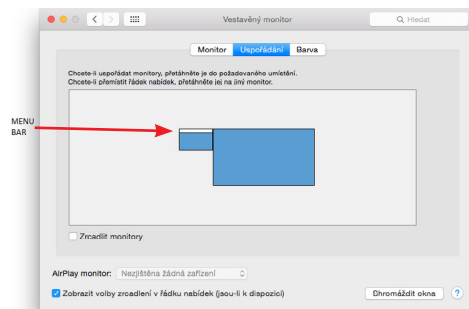 Vestavěný monitor
Hledat
Monitor Uspořádání Barva
Chcete-li uspořádat monitory, přetáhněte je do požadovaného umístění.
Chcete-li přemístit řádek nabídek, přetáhněte jej na jiný monitor.
MENU
BAR
Zrcadlit monitory
AirPlay monitor: Nezjištěna žádná zařízení
Zobrazit volby zrcadlení v řádku nabídek (jsou-li k dispozici)
Shromáždit okna ?